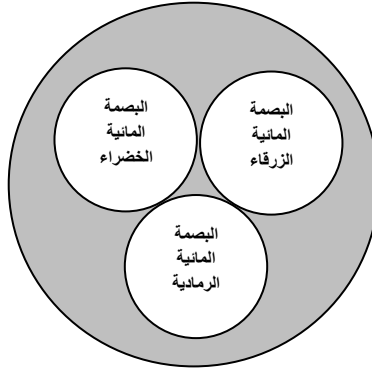 البصمة
المائية
الزرقاء
البصمة
المائية
الخضراء
البصمة
المائية
الرمادية